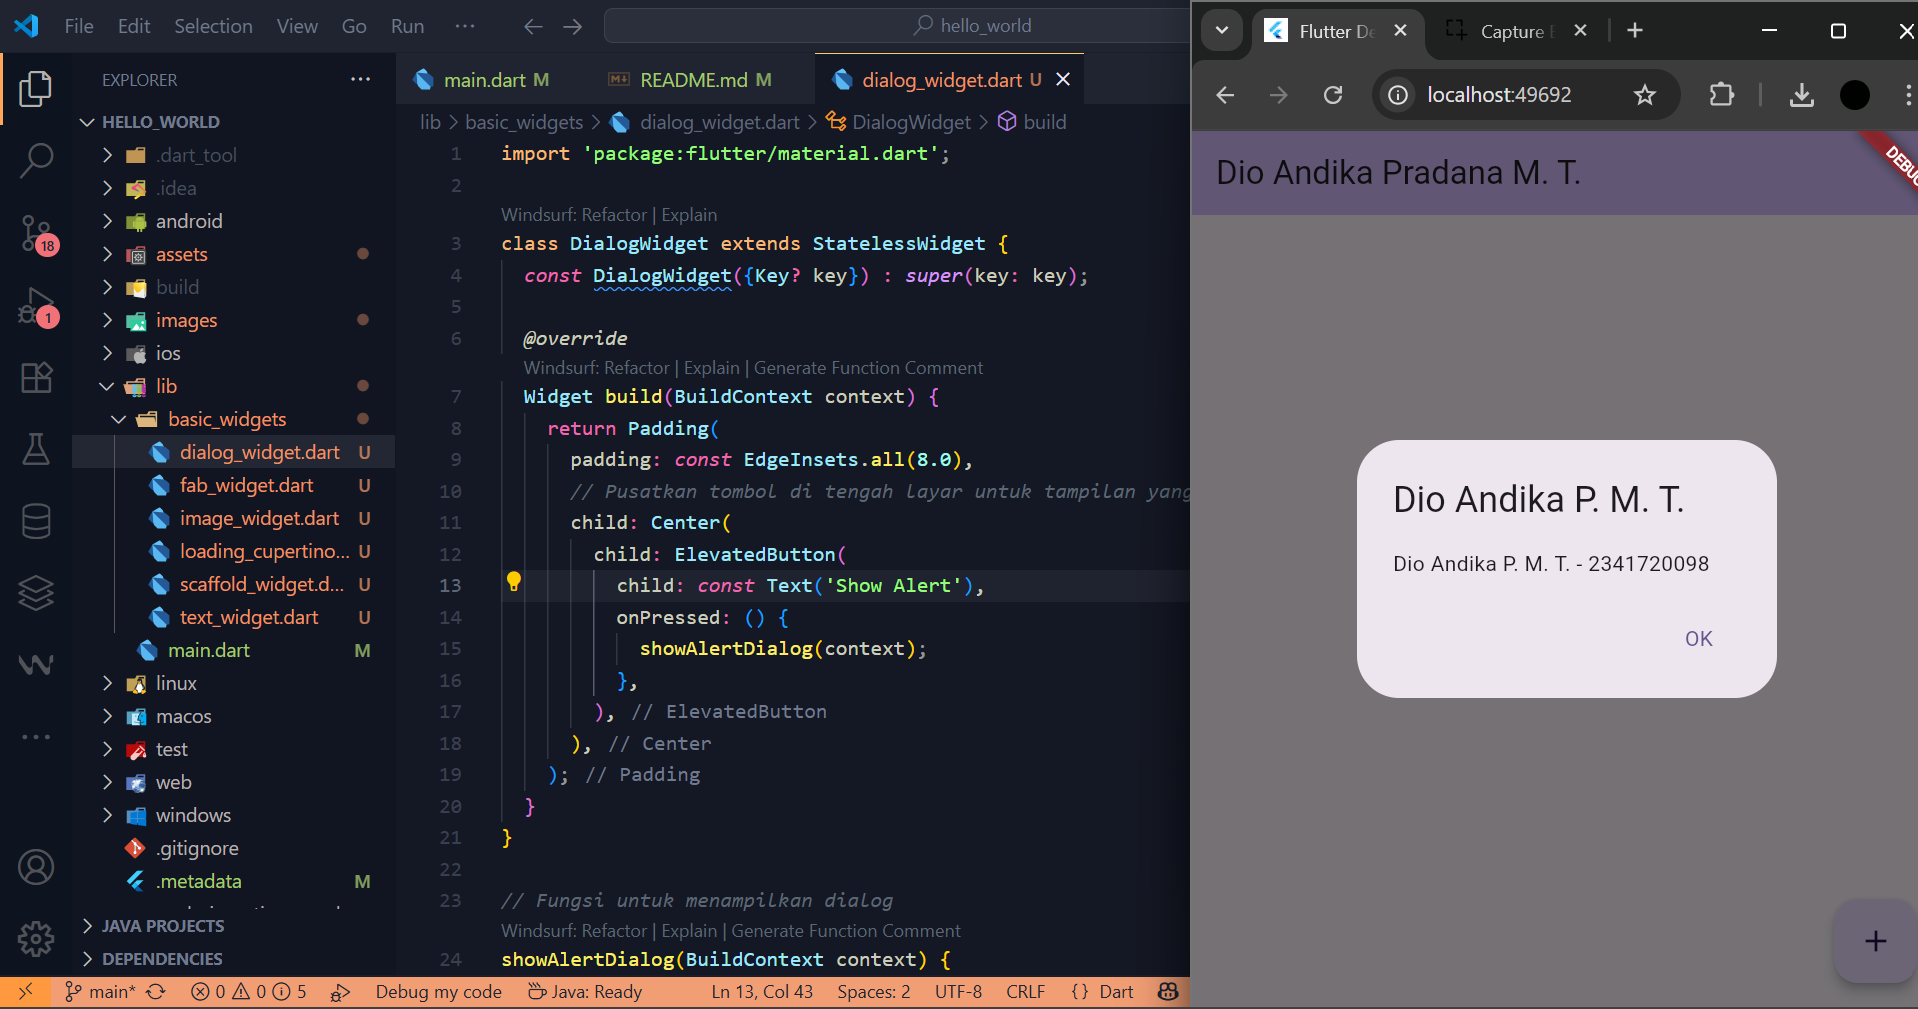 File Edit Selection View Go Run ··· hello_world
EXPLORER ···
HELLO_WORLD
.dart_tool
.idea
android
assets
build
images
ios
lib
basic_widgets
dialog_widget.dart U
fab_widget.dart U
image_widget.dart U
loading_cupertino... U
scaffold_widget.d... U
text_widget.dart U
main.dart M
linux
macos
test
web
windows
.gitignore
.metadata M
JAVA PROJECTS
DEPENDENCIES
18
1
main.dart M README.md M dialog_widget.dart U
lib > basic_widgets > dialog_widget.dart > DialogWidget > build
1 import 'package:flutter/material.dart';
2
Windsurf: Refactor | Explain
3 class DialogWidget extends StatelessWidget {
4 const DialogWidget({Key? key}) : super(key: key);
5
6 @override
Windsurf: Refactor | Explain | Generate Function Comment
7 Widget build(BuildContext context) {
8 return Padding(
9 padding: const EdgeInsets.all(8.0),
10 // Pusatkan tombol di tengah layar untuk tampilan yang
11 child: Center(
12 child: ElevatedButton(
13 child: const Text('Show Alert'),
14 onPressed: () {
15 showAlertDialog(context);
16 },
17 ), // ElevatedButton
18 ), // Center
19 ); // Padding
20 }
21 }
22
23 // Fungsi untuk menampilkan dialog
Windsurf: Refactor | Explain | Generate Function Comment
24 showAlertDialog(BuildContext context) {
main* 0 0 5 Debug my code Java: Ready Ln 13, Col 43 Spaces: 2 UTF-8 CRLF {} Dart
Flutter De Capture
localhost:49692
Dio Andika Pradana M. T.
DEBUG
Dio Andika P. M. T.
Dio Andika P. M. T. - 2341720098
OK
+